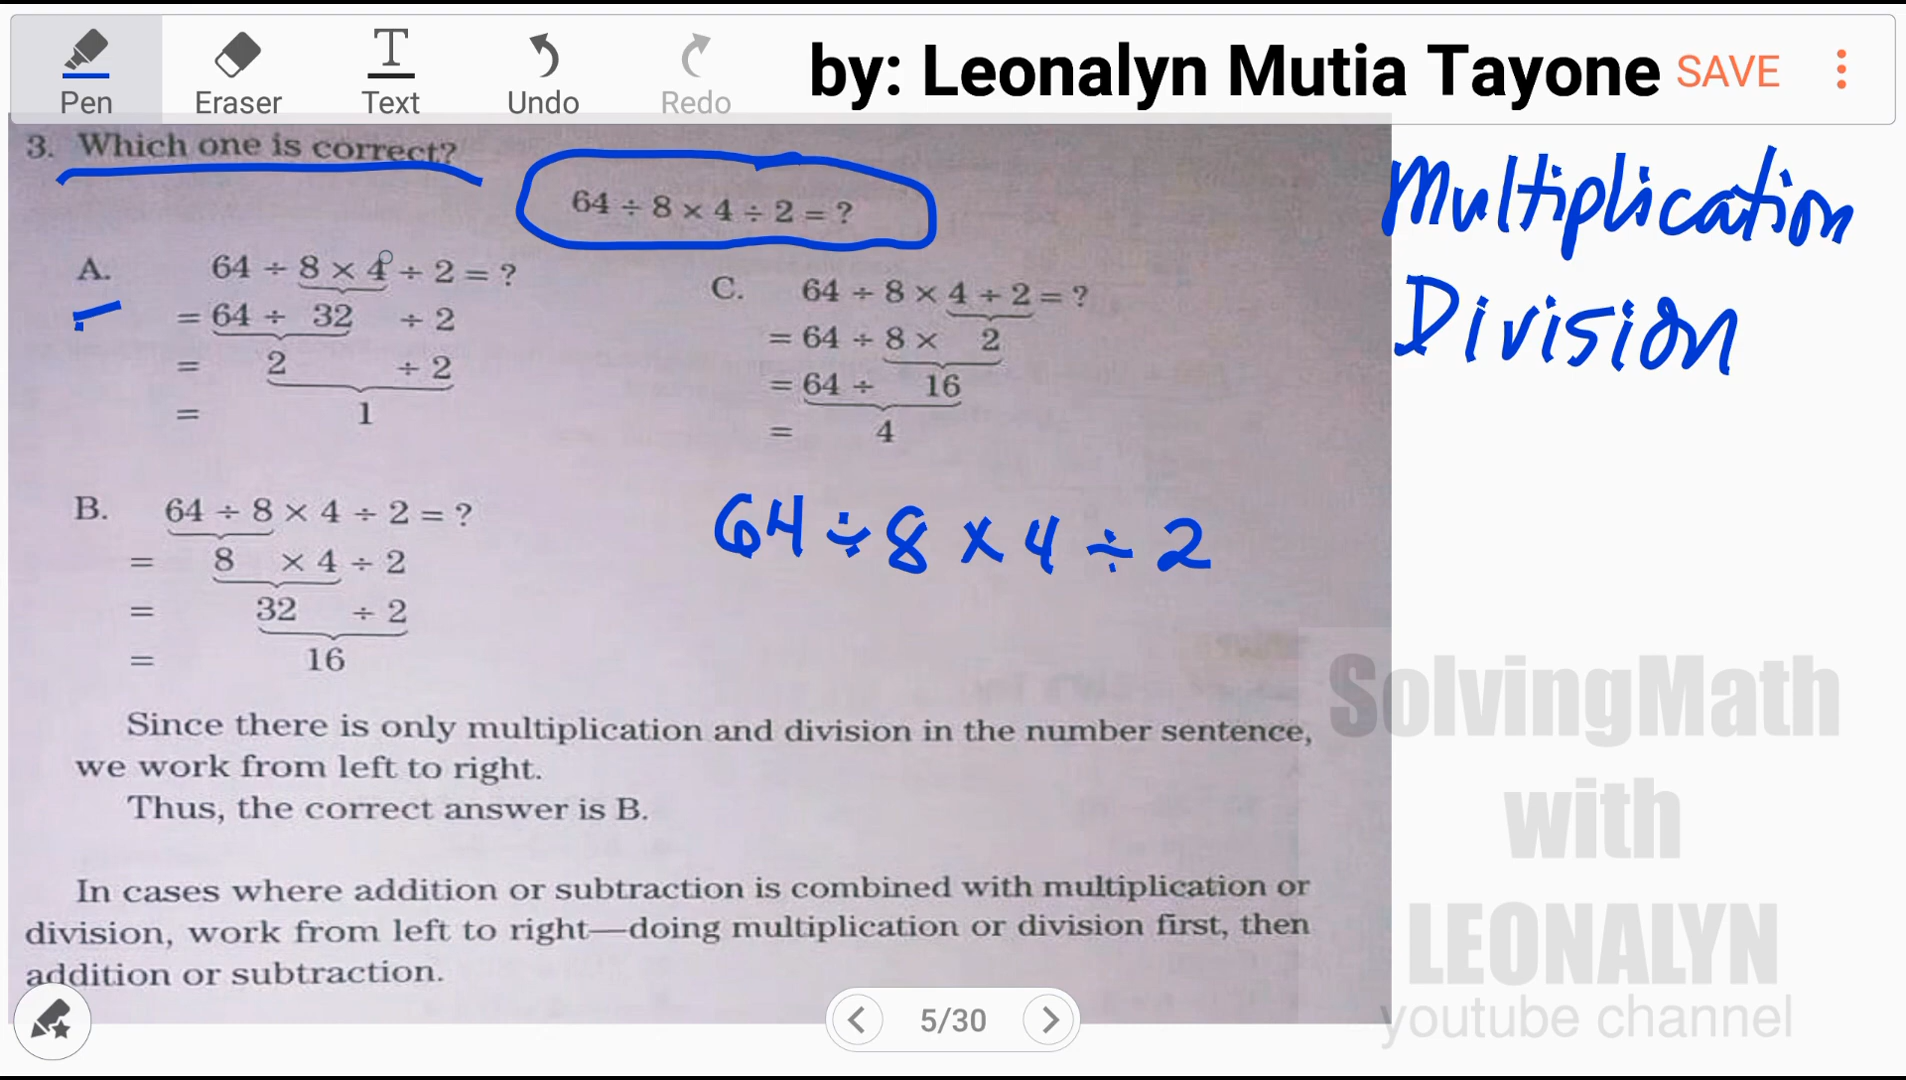 Pen
Eraser
Text
Undo
Redo
by: Leonalyn Mutia Tayone
SAVE
3. Which one is correct?
64 ÷ 8 × 4 ÷ 2 = ?
A. 64 ÷ 8 × 4 ÷ 2 = ?
= 64 ÷ 32 ÷ 2
= 2 ÷ 2
= 1
C. 64 ÷ 8 × 4 ÷ 2 = ?
= 64 ÷ 8 × 2
= 64 ÷ 16
= 4
B. 64 ÷ 8 × 4 ÷ 2 = ?
= 8 × 4 ÷ 2
= 32 ÷ 2
= 16
64 ÷ 8 × 4 ÷ 2
Multiplication
Division
Since there is only multiplication and division in the number sentence,
we work from left to right.
Thus, the correct answer is B.
In cases where addition or subtraction is combined with multiplication or
division, work from left to right—doing multiplication or division first, then
addition or subtraction.
SolvingMath
with
LEONALYN
youtube channel
5/30